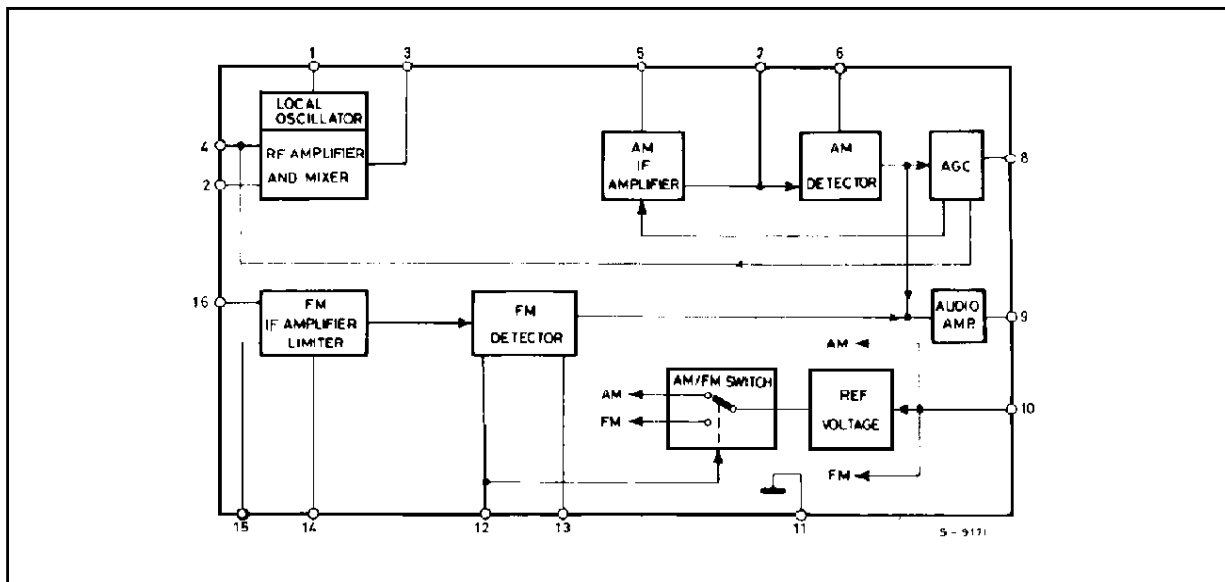 1 3 5 7 6
LOCAL
OSCILLATOR
RF AMPLIFIER
AND MIXER
4
2
AM
IF
AMPLIFIER
AM
DETECTOR
AGC
8
16
FM
IF AMPLIFIER
LIMITER
FM
DETECTOR
AUDIO
AMP.
9
AM
AM/FM SWITCH
AM
FM
REF
VOLTAGE
10
FM
15 14 12 13 11
S-9171